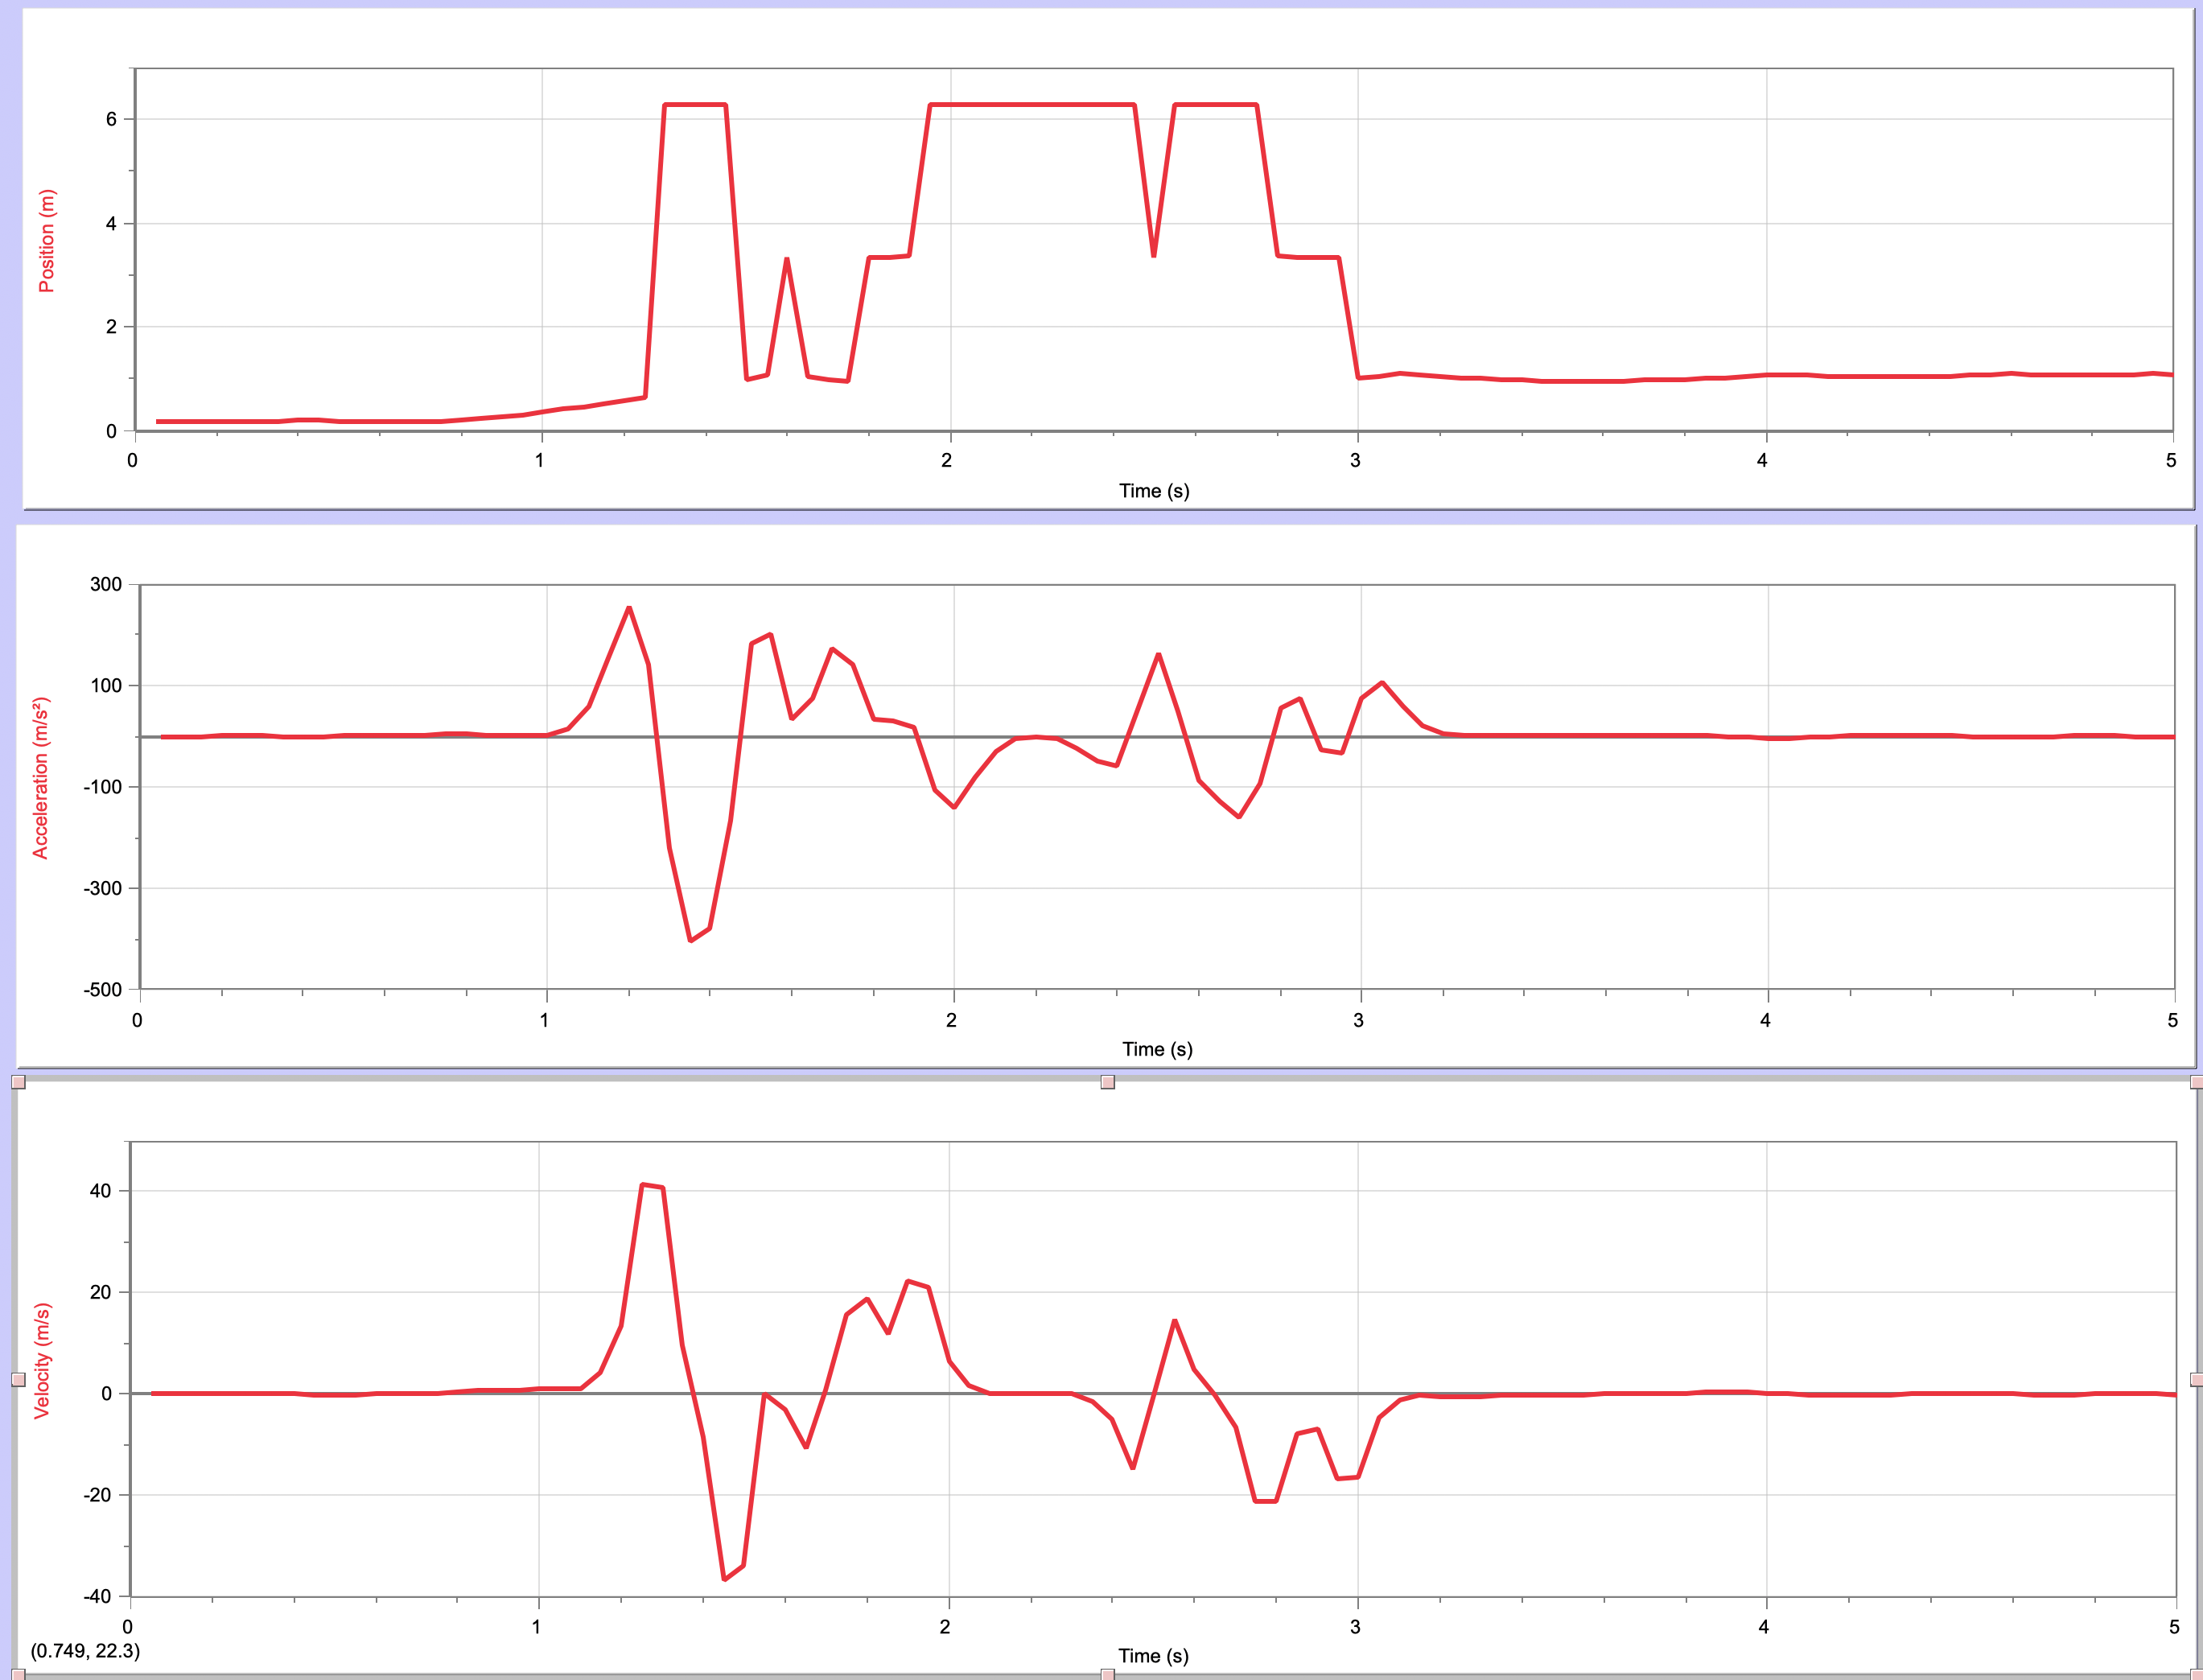 Position (m)
6
4
2
0
0 1 2 3 4 5
Time (s)
Acceleration (m/s²)
300
100
-100
-300
-500
0 1 2 3 4 5
Time (s)
Velocity (m/s)
40
20
0
-20
-40
0 1 2 3 4 5
(0.749, 22.3)
Time (s)